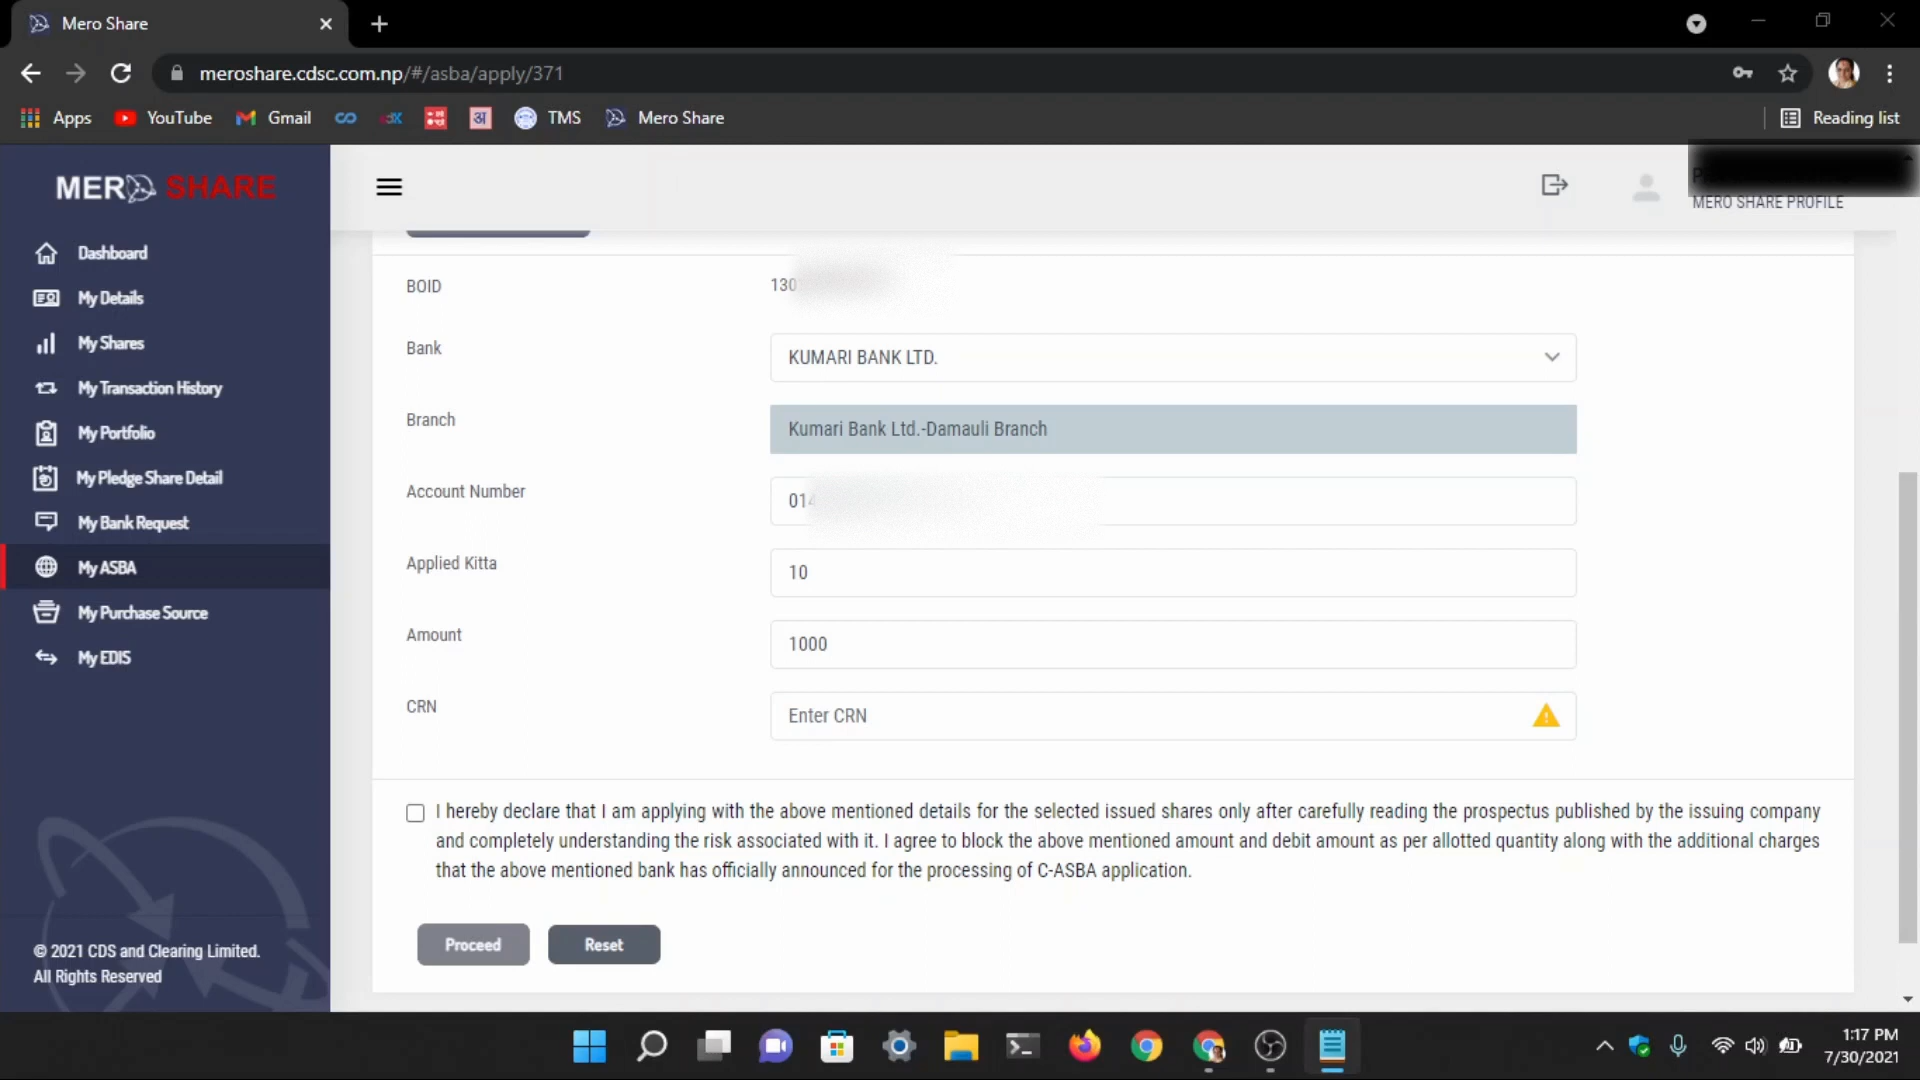 Mero Share
meroshare.cdsc.com.np/#/asba/apply/371
Apps YouTube Gmail अ TMS Mero Share Reading list
MERO SHARE
MERO SHARE PROFILE
Dashboard
My Details
My Shares
My Transaction History
My Portfolio
My Pledge Share Detail
My Bank Request
My ASBA
My Purchase Source
My EDIS
© 2021 CDS and Clearing Limited.
All Rights Reserved
BOID 130
Bank KUMARI BANK LTD.
Branch Kumari Bank Ltd.-Damauli Branch
Account Number 014
Applied Kitta 10
Amount 1000
CRN Enter CRN
I hereby declare that I am applying with the above mentioned details for the selected issued shares only after carefully reading the prospectus published by the issuing company
and completely understanding the risk associated with it. I agree to block the above mentioned amount and debit amount as per allotted quantity along with the additional charges
that the above mentioned bank has officially announced for the processing of C-ASBA application.
Proceed Reset
1:17 PM
7/30/2021